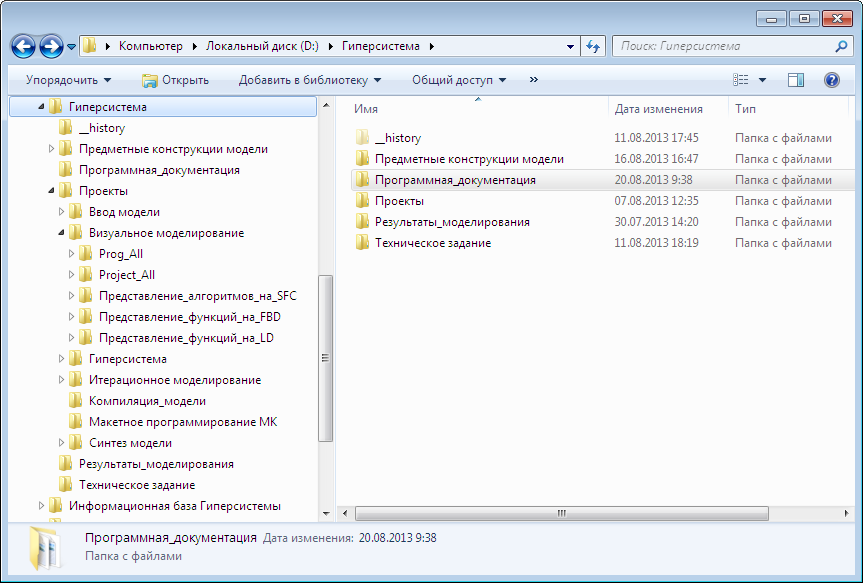 Компьютер Локальный диск (D:) Гиперсистема
Поиск: Гиперсистема
Упорядочить Открыть Добавить в библиотеку Общий доступ »
Гиперсистема
__history
Предметные конструкции модели
Программная_документация
Проекты
Ввод модели
Визуальное моделирование
Prog_All
Project_All
Представление_алгоритмов_на_SFC
Представление_функций_на_FBD
Представление_функций_на_LD
Гиперсистема
Итерационное моделирование
Компиляция_модели
Макетное программирование МК
Синтез модели
Результаты_моделирования
Техническое задание
Информационная база Гиперсистемы
Имя Дата изменения Тип
__history 11.08.2013 17:45 Папка с файлами
Предметные конструкции модели 16.08.2013 16:47 Папка с файлами
Программная_документация 20.08.2013 9:38 Папка с файлами
Проекты 07.08.2013 12:35 Папка с файлами
Результаты_моделирования 30.07.2013 14:20 Папка с файлами
Техническое задание 11.08.2013 18:19 Папка с файлами
Программная_документация Дата изменения: 20.08.2013 9:38
Папка с файлами